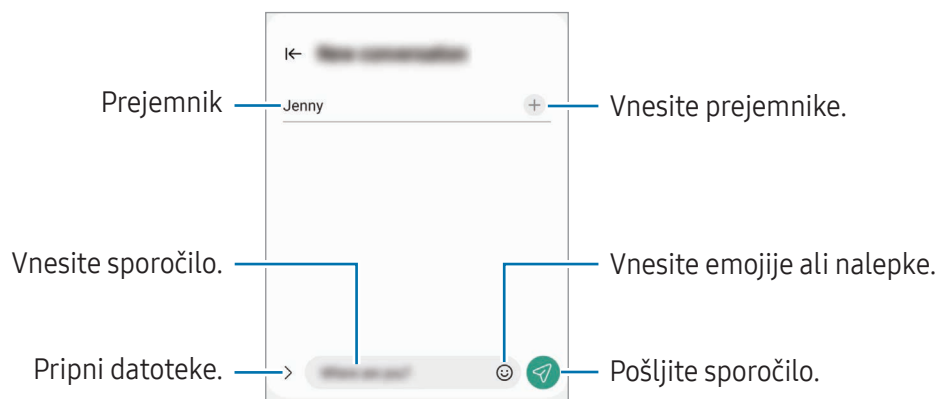 Prejemnik
Jenny
Vnesite prejemnike.
Vnesite sporočilo.
Vnesite emojije ali nalepke.
Pripni datoteke.
Pošljite sporočilo.